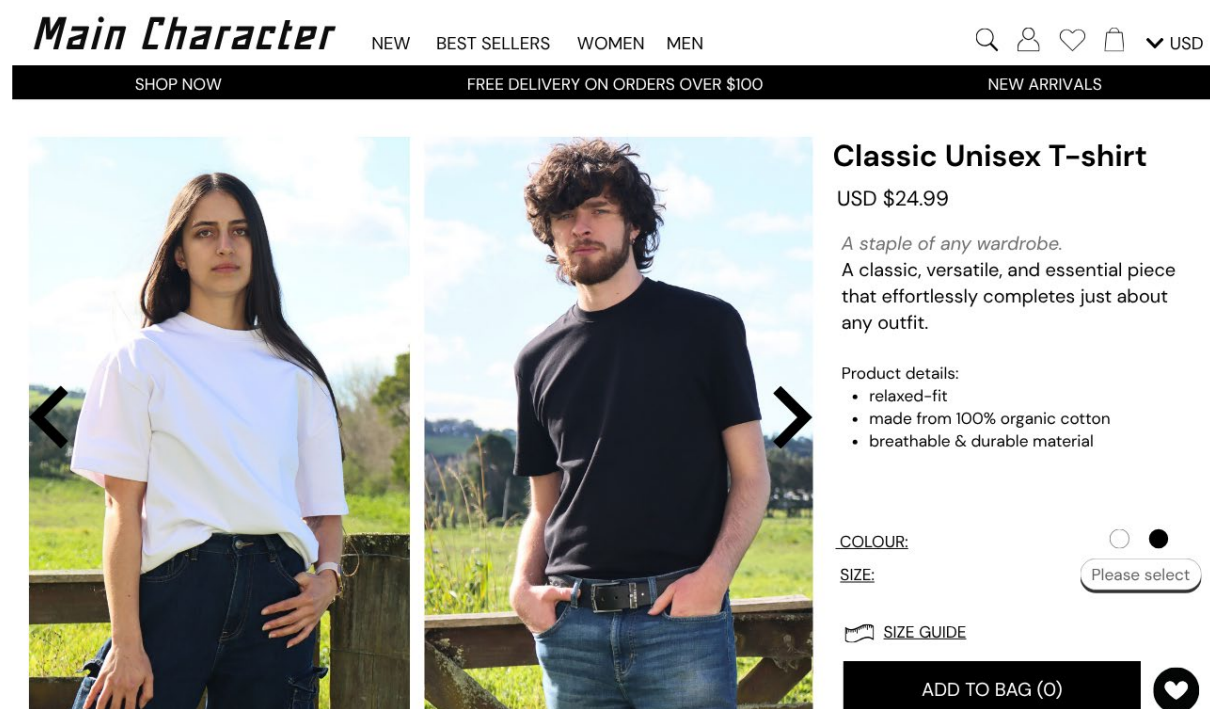 Main Character
NEW BEST SELLERS WOMEN MEN
USD
SHOP NOW
FREE DELIVERY ON ORDERS OVER $100
NEW ARRIVALS
Classic Unisex T-shirt
USD $24.99
A staple of any wardrobe.
A classic, versatile, and essential piece
that effortlessly completes just about
any outfit.
Product details:
relaxed-fit
made from 100% organic cotton
breathable & durable material
COLOUR:
SIZE:
Please select
SIZE GUIDE
ADD TO BAG (0)